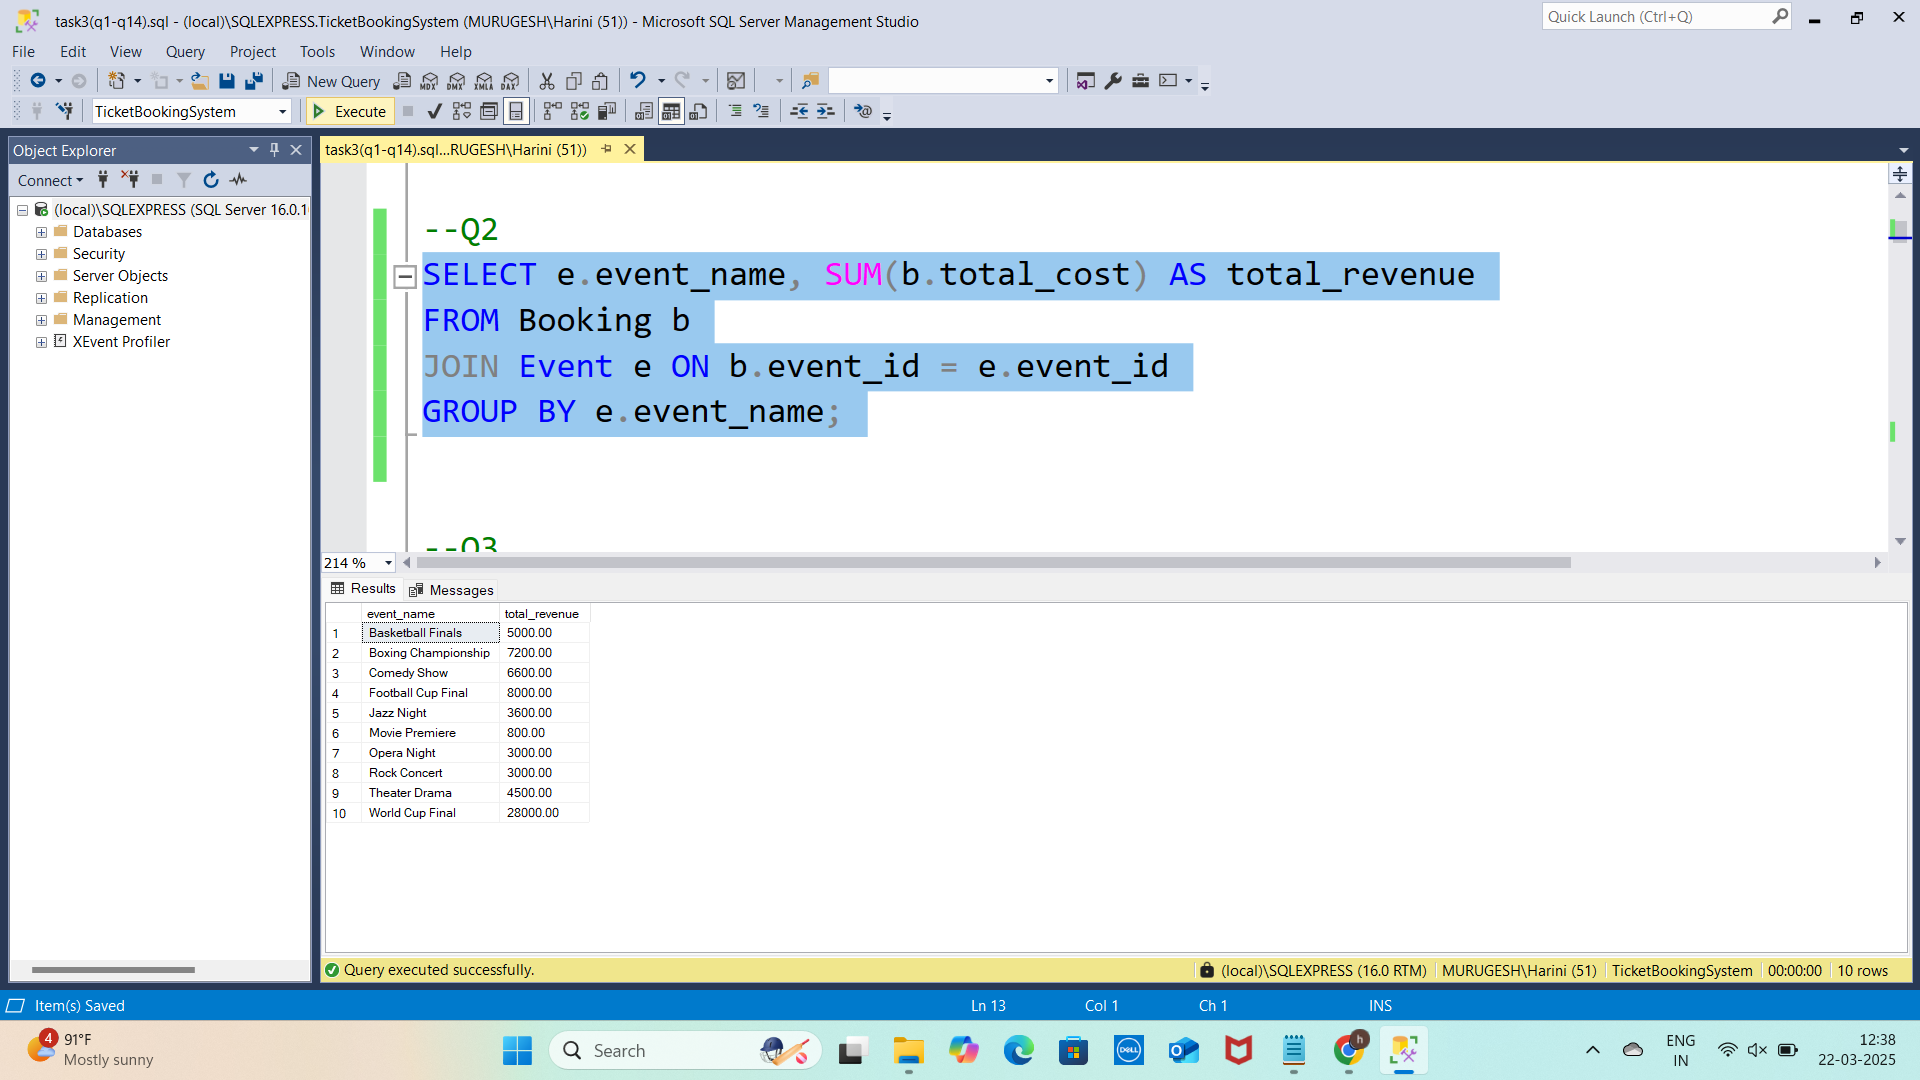 task3(q1-q14).sql - (local)\SQLEXPRESS.TicketBookingSystem (MURUGESH\Harini (51)) - Microsoft SQL Server Management Studio
Quick Launch (Ctrl+Q)
File Edit View Query Project Tools Window Help
New Query
MDX DMX XMLA DAX
TicketBookingSystem
Execute
Object Explorer
task3(q1-q14).sql...RUGESH\Harini (51))
Connect
(local)\SQLEXPRESS (SQL Server 16.0.1
Databases
Security
Server Objects
Replication
Management
XEvent Profiler
--Q2
SELECT e.event_name, SUM(b.total_cost) AS total_revenue
FROM Booking b
JOIN Event e ON b.event_id = e.event_id
GROUP BY e.event_name;
--Q3
214 %
Results Messages
event_name total_revenue
1 Basketball Finals 5000.00
2 Boxing Championship 7200.00
3 Comedy Show 6600.00
4 Football Cup Final 8000.00
5 Jazz Night 3600.00
6 Movie Premiere 800.00
7 Opera Night 3000.00
8 Rock Concert 3000.00
9 Theater Drama 4500.00
10 World Cup Final 28000.00
Query executed successfully.
(local)\SQLEXPRESS (16.0 RTM) MURUGESH\Harini (51) TicketBookingSystem 00:00:00 10 rows
Item(s) Saved
Ln 13 Col 1 Ch 1 INS
4
91°F
Mostly sunny
Search
DELL
h
ENG
IN
12:38
22-03-2025